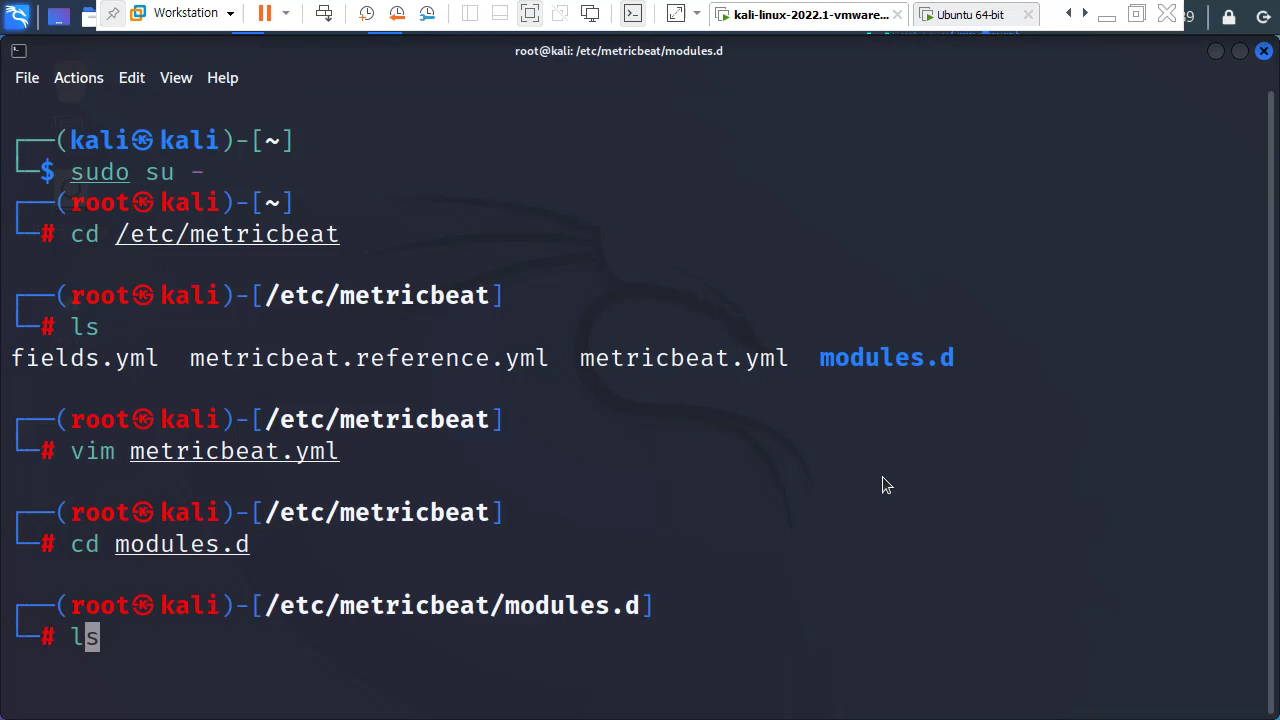 Workstation
kali-linux-2022.1-vmware...
Ubuntu 64-bit
39
root@kali: /etc/metricbeat/modules.d
File Actions Edit View Help
┌──(kali㉿kali)-[~]
└─$ sudo su -
┌──(root㉿kali)-[~]
└─# cd /etc/metricbeat
┌──(root㉿kali)-[/etc/metricbeat]
└─# ls
fields.yml metricbeat.reference.yml metricbeat.yml modules.d
┌──(root㉿kali)-[/etc/metricbeat]
└─# vim metricbeat.yml
┌──(root㉿kali)-[/etc/metricbeat]
└─# cd modules.d
┌──(root㉿kali)-[/etc/metricbeat/modules.d]
└─# ls